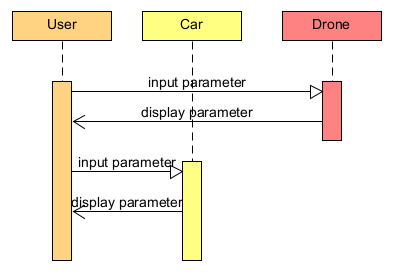 User
Car
Drone
input parameter
display parameter
input parameter
display parameter